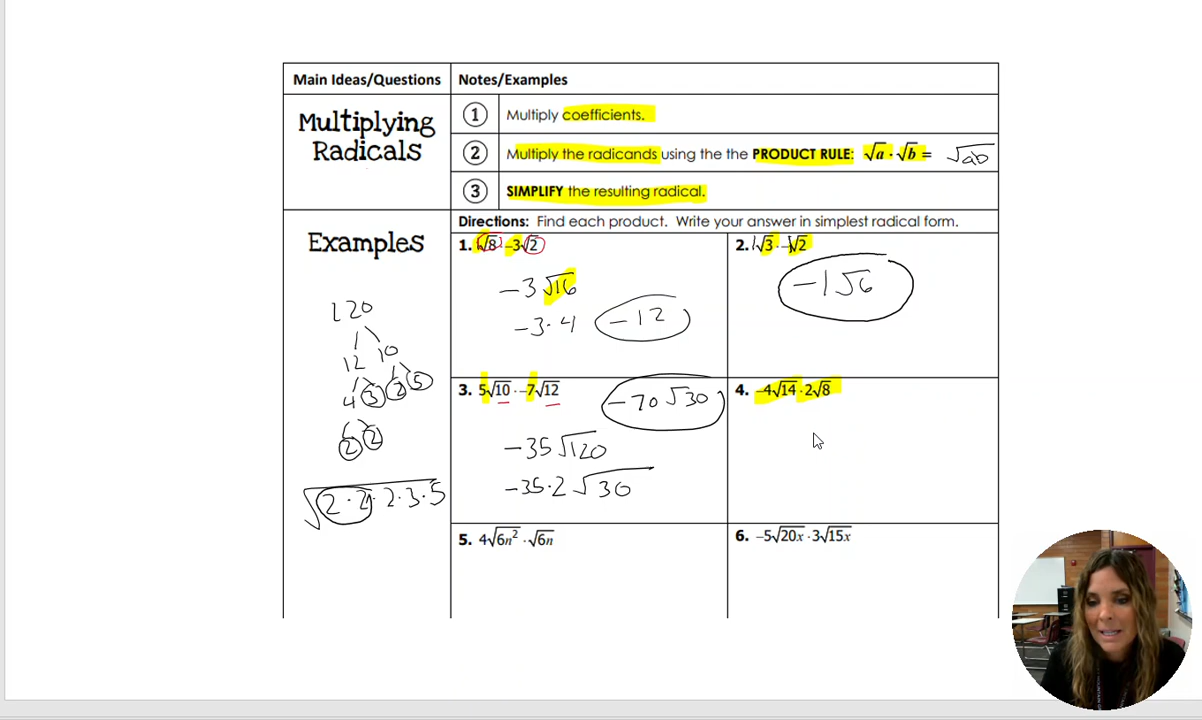 Main Ideas/Questions Notes/Examples
Multiplying
Radicals
1 Multiply coefficients.
2 Multiply the radicands using the the PRODUCT RULE: √a · √b = √ab
3 SIMPLIFY the resulting radical.
Directions: Find each product. Write your answer in simplest radical form.
Examples
120
12 10
4 3 2 5
2 2
√2·2·2·3·5
1. √8 · -3√2
-3√16
-3·4 -12
2. 1√3 · -√2
-1√6
3. 5√10 · -7√12
-70√30
-35√120
-35·2√30
4. -4√14 · 2√8
5. 4√6n² · √6n
6. -5√20x · 3√15x